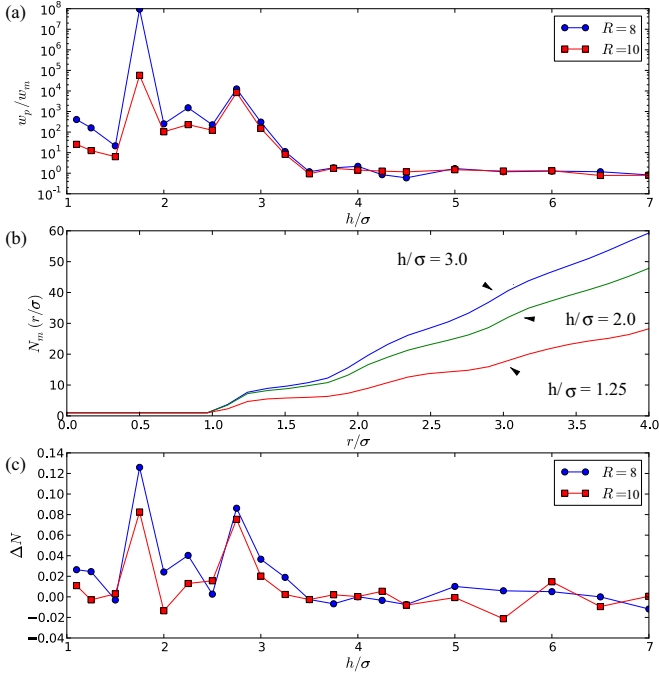 (a)
10^8
10^7
10^6
10^5
10^4
10^3
10^2
10^1
10^0
10^-1
w_p/w_m
R = 8
R = 10
1 2 3 4 5 6 7
h/σ
(b)
60
50
40
30
20
10
0
N_m (r/σ)
h/σ = 3.0
h/σ = 2.0
h/σ = 1.25
0.0 0.5 1.0 1.5 2.0 2.5 3.0 3.5 4.0
r/σ
(c)
0.14
0.12
0.10
0.08
0.06
0.04
0.02
0.00
−0.02
−0.04
ΔN
R = 8
R = 10
1 2 3 4 5 6 7
h/σ